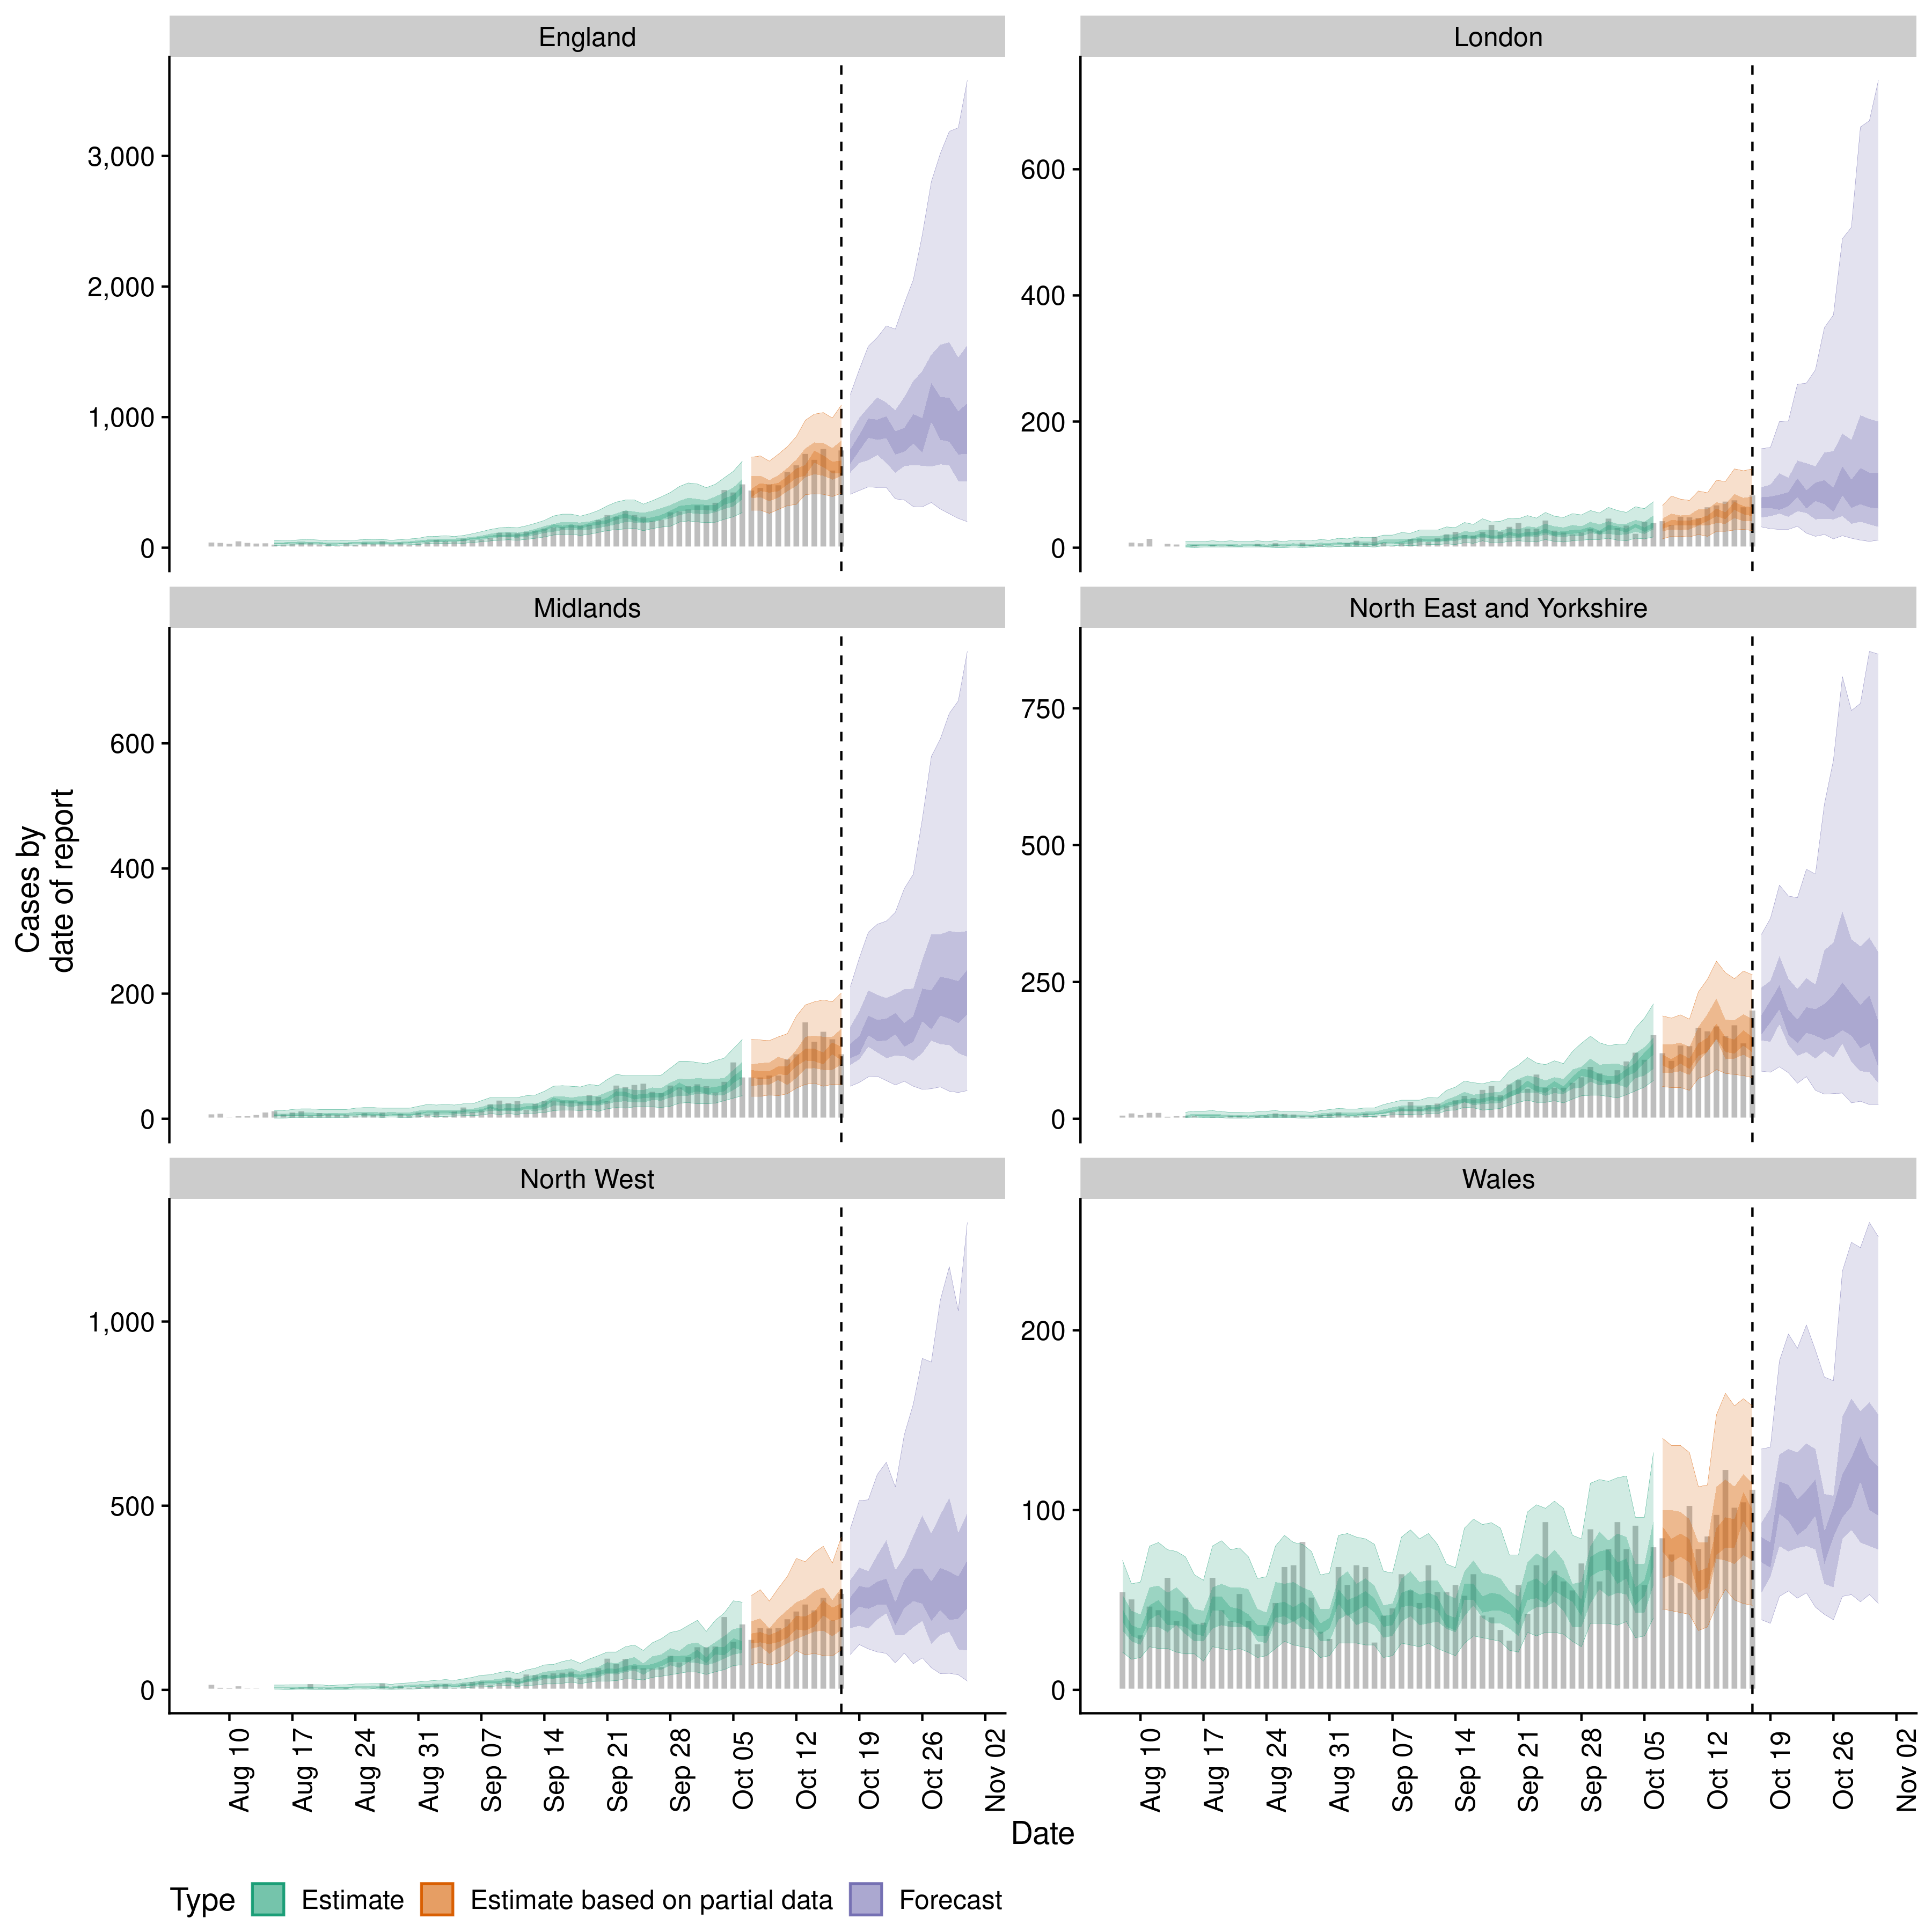 England
London
3,000
2,000
1,000
0
600
400
200
0
Midlands
North East and Yorkshire
600
400
200
0
750
500
250
0
North West
Wales
1,000
500
0
200
100
0
Cases by
date of report
Aug 10
Aug 17
Aug 24
Aug 31
Sep 07
Sep 14
Sep 21
Sep 28
Oct 05
Oct 12
Oct 19
Oct 26
Nov 02
Aug 10
Aug 17
Aug 24
Aug 31
Sep 07
Sep 14
Sep 21
Sep 28
Oct 05
Oct 12
Oct 19
Oct 26
Nov 02
Date
Type Estimate Estimate based on partial data Forecast